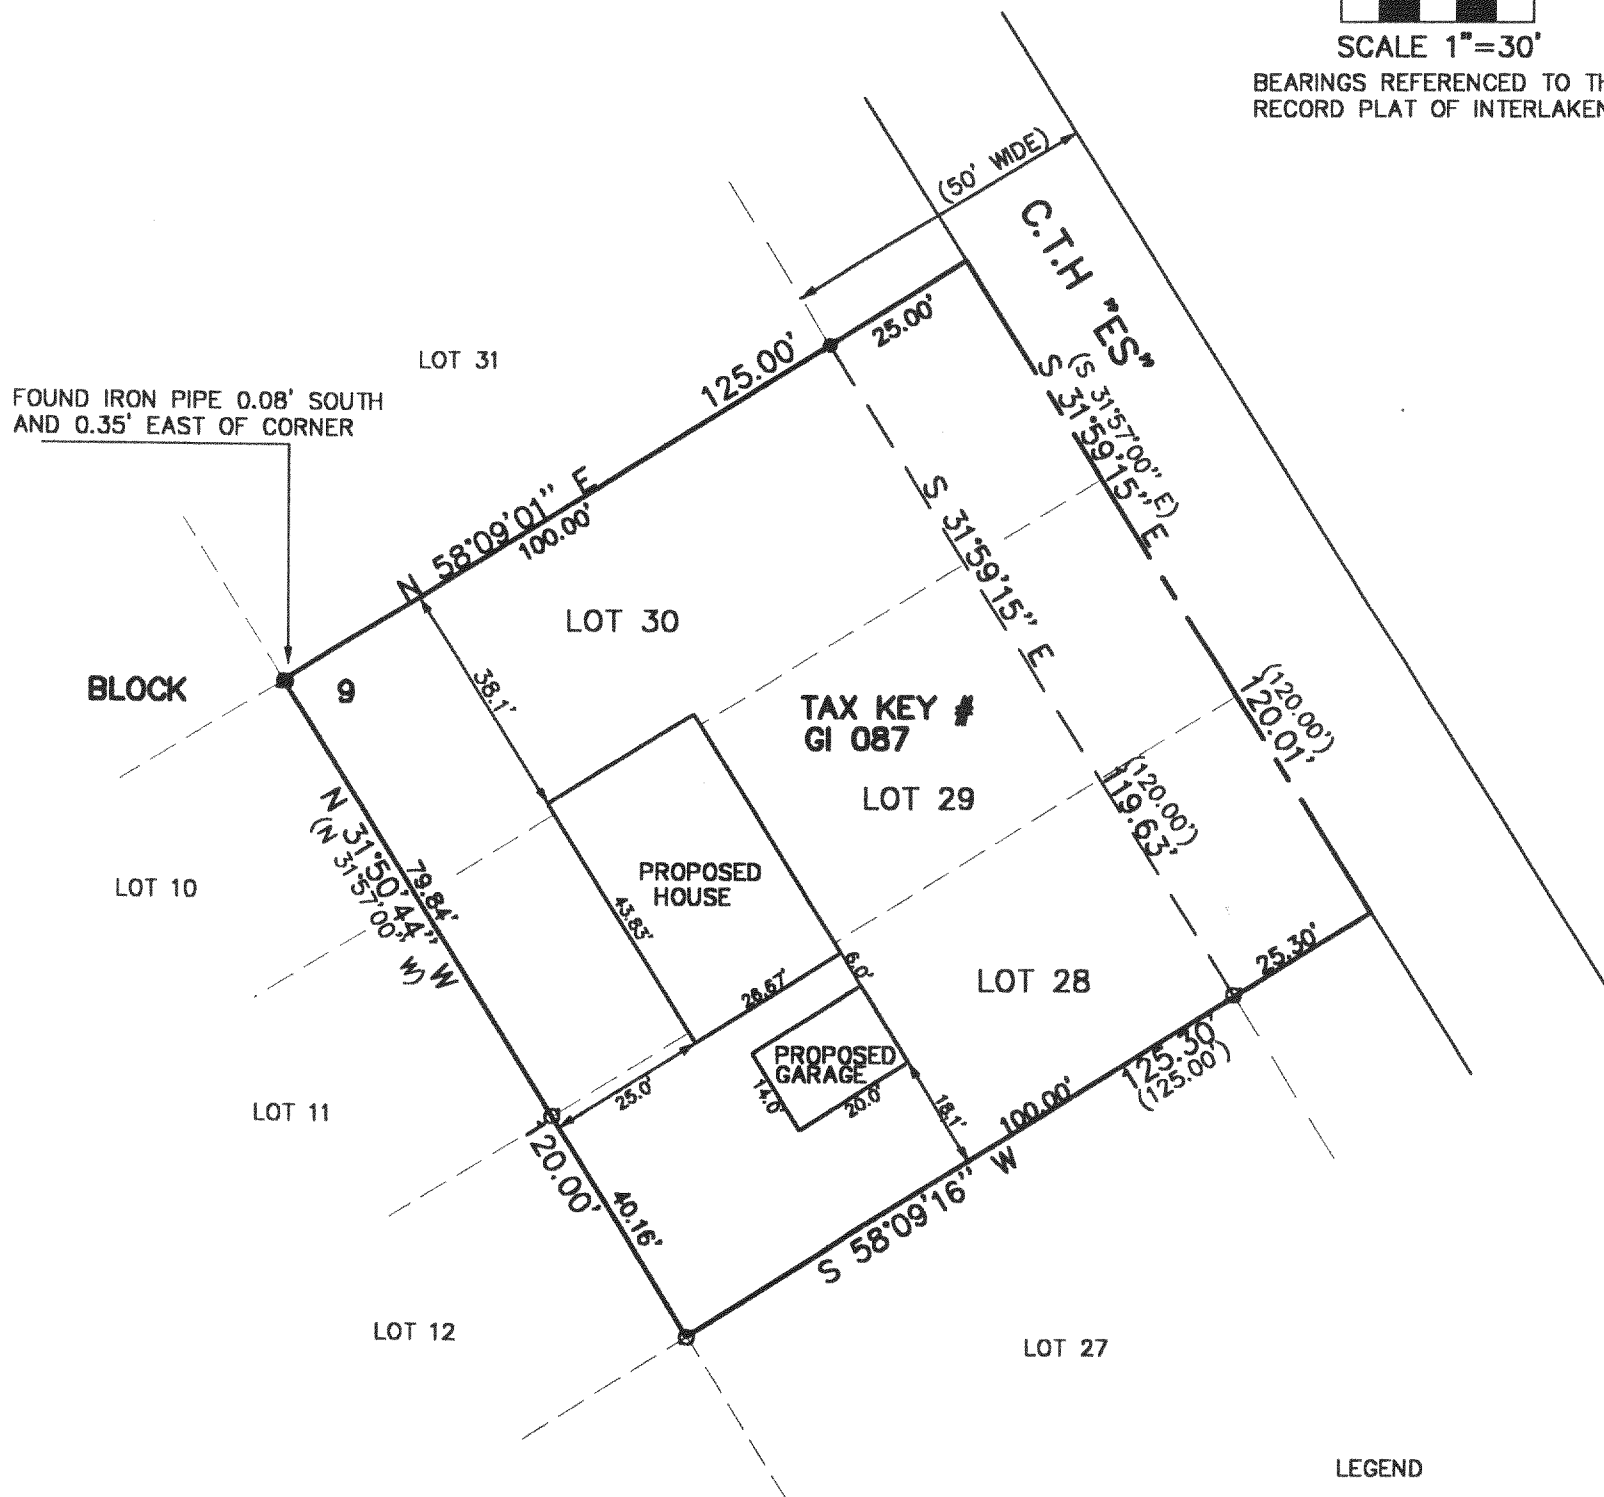 SCALE 1"=30'
BEARINGS REFERENCED TO TH
RECORD PLAT OF INTERLAKEN
(50' WIDE)
C.T.H "ES"
25.00'
125.00'
LOT 31
FOUND IRON PIPE 0.08' SOUTH
AND 0.35' EAST OF CORNER
S 31°59'15" E
(S 31°57'00" E)
N 58°09'01" E
100.00'
S 31°59'15" E
LOT 30
BLOCK 9
38.1'
TAX KEY #
GI 087
(120.00')
120.01'
LOT 29
(120.00')
119.63'
N 31°50'44" W
(N 31°57'00" W)
79.84'
PROPOSED
HOUSE
LOT 10
43.83'
26.67'
6.0'
LOT 28
25.30'
125.30'
(125.00')
PROPOSED
GARAGE
14.0'
20.0'
25.0'
18.1'
100.00'
LOT 11
120.00'
40.16'
S 58°09'16" W
LOT 12
LOT 27
LEGEND